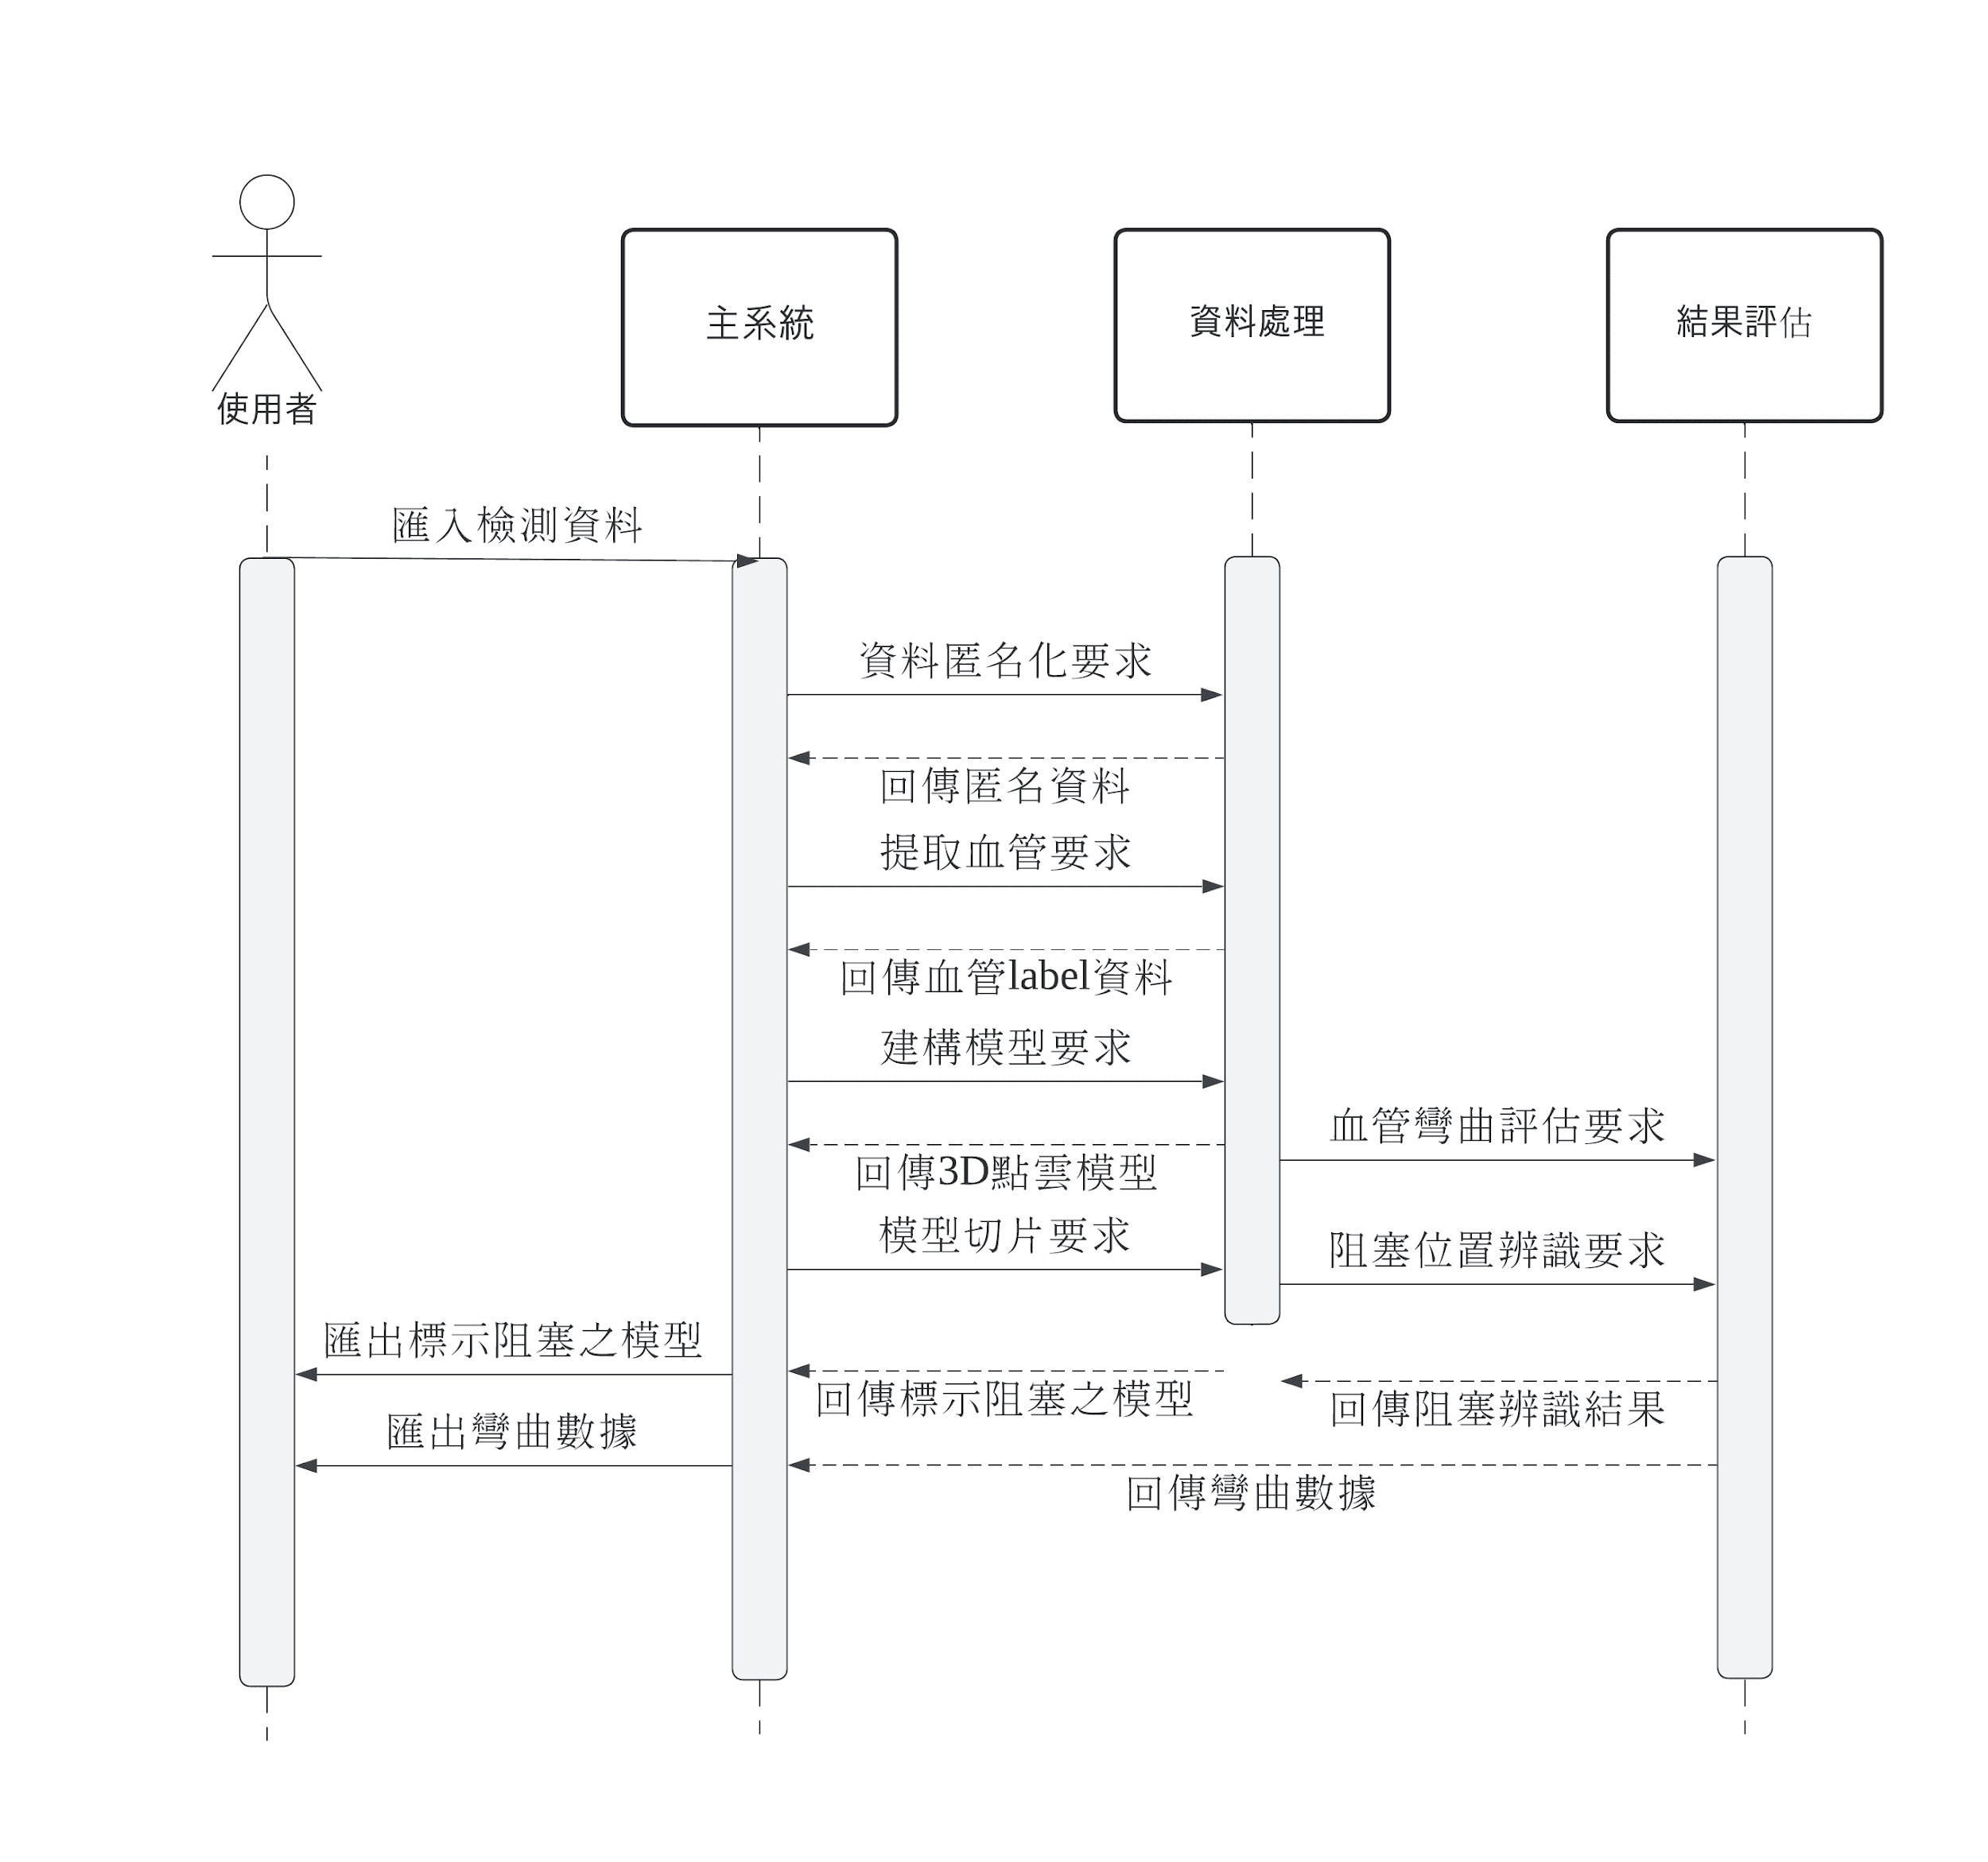 使用者
主系統
資料處理
結果評估
匯入檢測資料
資料匿名化要求
回傳匿名資料
提取血管要求
回傳血管label資料
建構模型要求
血管彎曲評估要求
回傳3D點雲模型
模型切片要求
阻塞位置辨識要求
匯出標示阻塞之模型
回傳標示阻塞之模型
回傳阻塞辨識結果
匯出彎曲數據
回傳彎曲數據